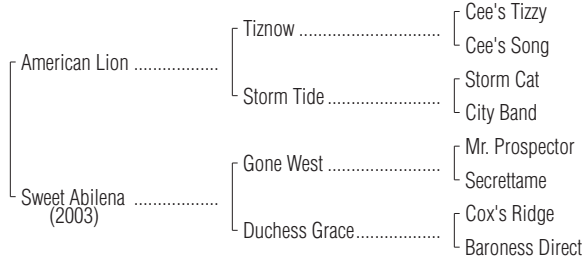 Cee's Tizzy
Tiznow
Cee's Song
American Lion
Storm Cat
Storm Tide
City Band
Mr. Prospector
Gone West
Secrettame
Sweet Abilena
(2003)
Cox's Ridge
Duchess Grace
Baroness Direct